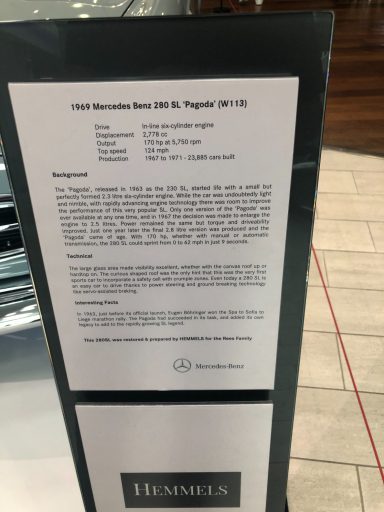 1969 Mercedes Benz 280 SL 'Pagoda' (W113)
Drive In-line six-cylinder engine
Displacement 2,778 cc
Output 170 hp at 5,750 rpm
Top speed 124 mph
Production 1967 to 1971 - 23,885 cars built
Background
The 'Pagoda', released in 1963 as the 230 SL, started life with a small but
perfectly formed 2.3 litre six-cylinder engine. While the car was undoubtedly light
and nimble, with rapidly advancing engine technology there was room to improve
the performance of this very popular SL. Only one version of the 'Pagoda' was
ever available at any one time, and in 1967 the decision was made to enlarge the
engine to 2.5 litres. Power remained the same but torque and driveability
improved. Just one year later the final 2.8 litre version was produced and the
'Pagoda' came of age. With 170 hp, whether with manual or automatic
transmission, the 280 SL could sprint from 0 to 62 mph in just 9 seconds.
Technical
The large glass area made visibility excellent, whether with the canvas roof up or
hardtop on. The curious shaped roof was the only hint that this was the very first
sports car to incorporate a safety cell with crumple zones. Even today a 280 SL is
an easy car to drive thanks to power steering and ground breaking technology
like servo-assisted braking.
Interesting Facts
In 1963, just before its official launch, Eugen Böhringer won the Spa to Sofia to
Liege marathon rally. The Pagoda had succeeded in its task, and added its own
legacy to add to the rapidly growing SL legend.
This 280SL was restored & prepared by HEMMELS for the Rees Family
Mercedes-Benz
HEMMELS